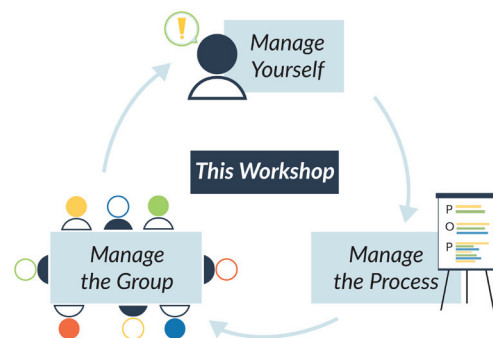 !
Manage
Yourself
This Workshop
Manage
the Process
P
O
P
Manage
the Group